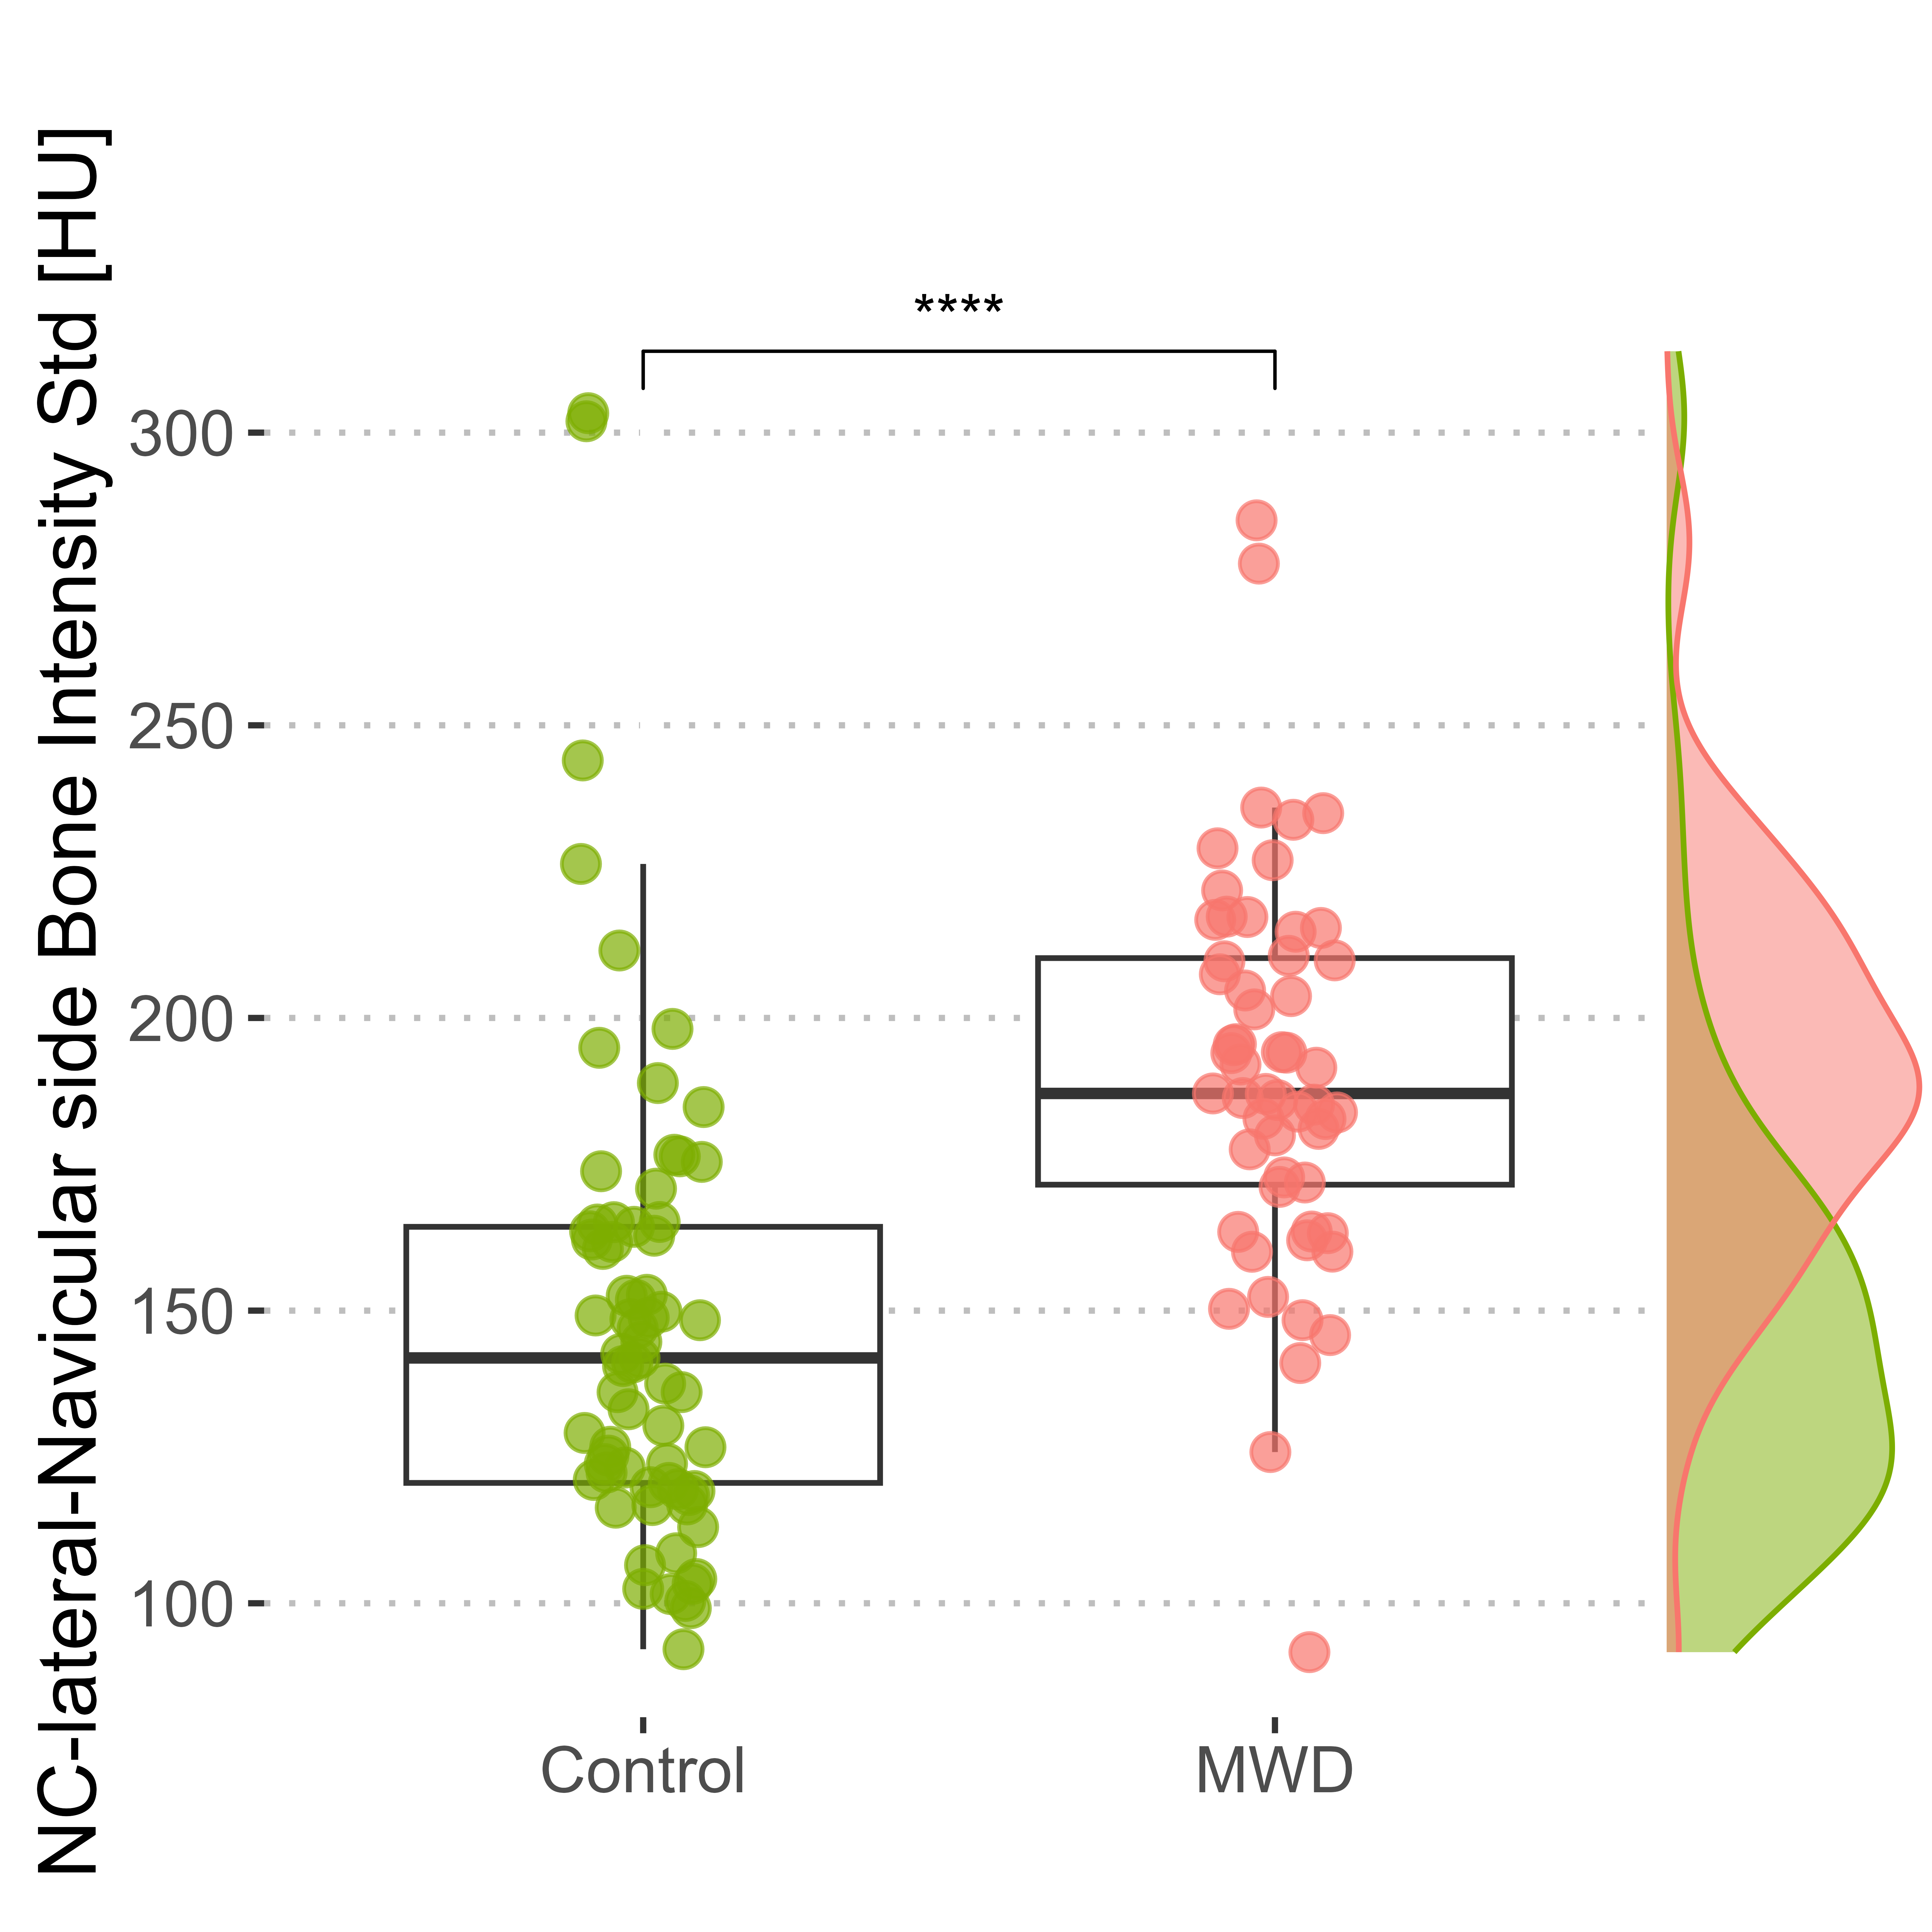 NC-lateral-Navicular side Bone Intensity Std [HU]
****
300
250
200
150
100
Control
MWD